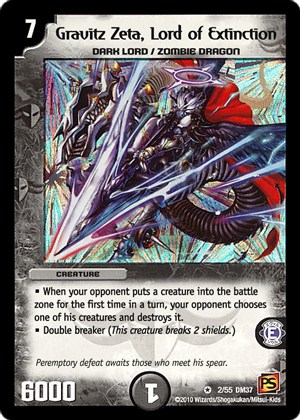 7
Gravitz Zeta, Lord of Extinction
DARK LORD / ZOMBIE DRAGON
CREATURE
• When your opponent puts a creature into the battle
zone for the first time in a turn, your opponent chooses
one of his creatures and destroys it.
• Double breaker (This creature breaks 2 shields.)
E
Peremptory defeat awaits those who meet his spear.
6000
1
2/55 DM37
PS
©2010 Wizards/Shogakukan/Mitsui-Kids